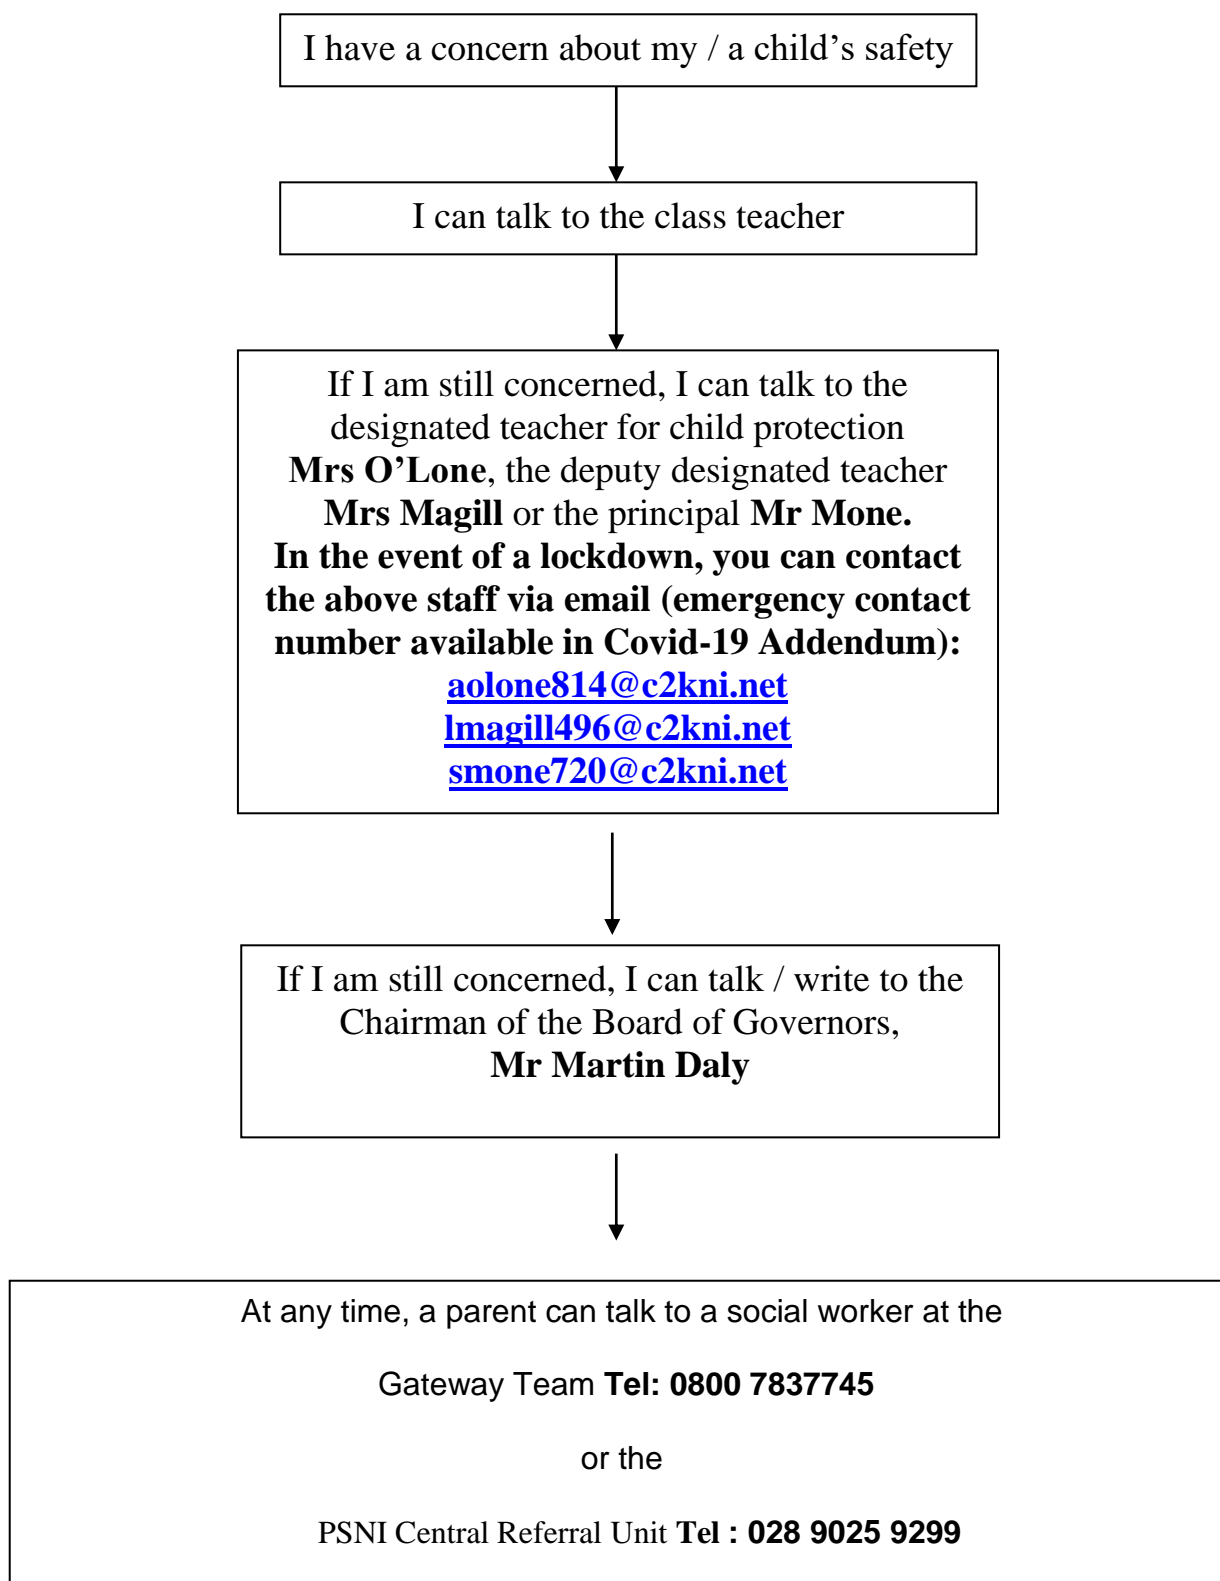 I have a concern about my / a child’s safety
I can talk to the class teacher
If I am still concerned, I can talk to the
designated teacher for child protection
Mrs O’Lone, the deputy designated teacher
Mrs Magill or the principal Mr Mone.
In the event of a lockdown, you can contact
the above staff via email (emergency contact
number available in Covid-19 Addendum):
aolone814@c2kni.net
lmagill496@c2kni.net
smone720@c2kni.net
If I am still concerned, I can talk / write to the
Chairman of the Board of Governors,
Mr Martin Daly
At any time, a parent can talk to a social worker at the
Gateway Team Tel: 0800 7837745
or the
PSNI Central Referral Unit Tel : 028 9025 9299